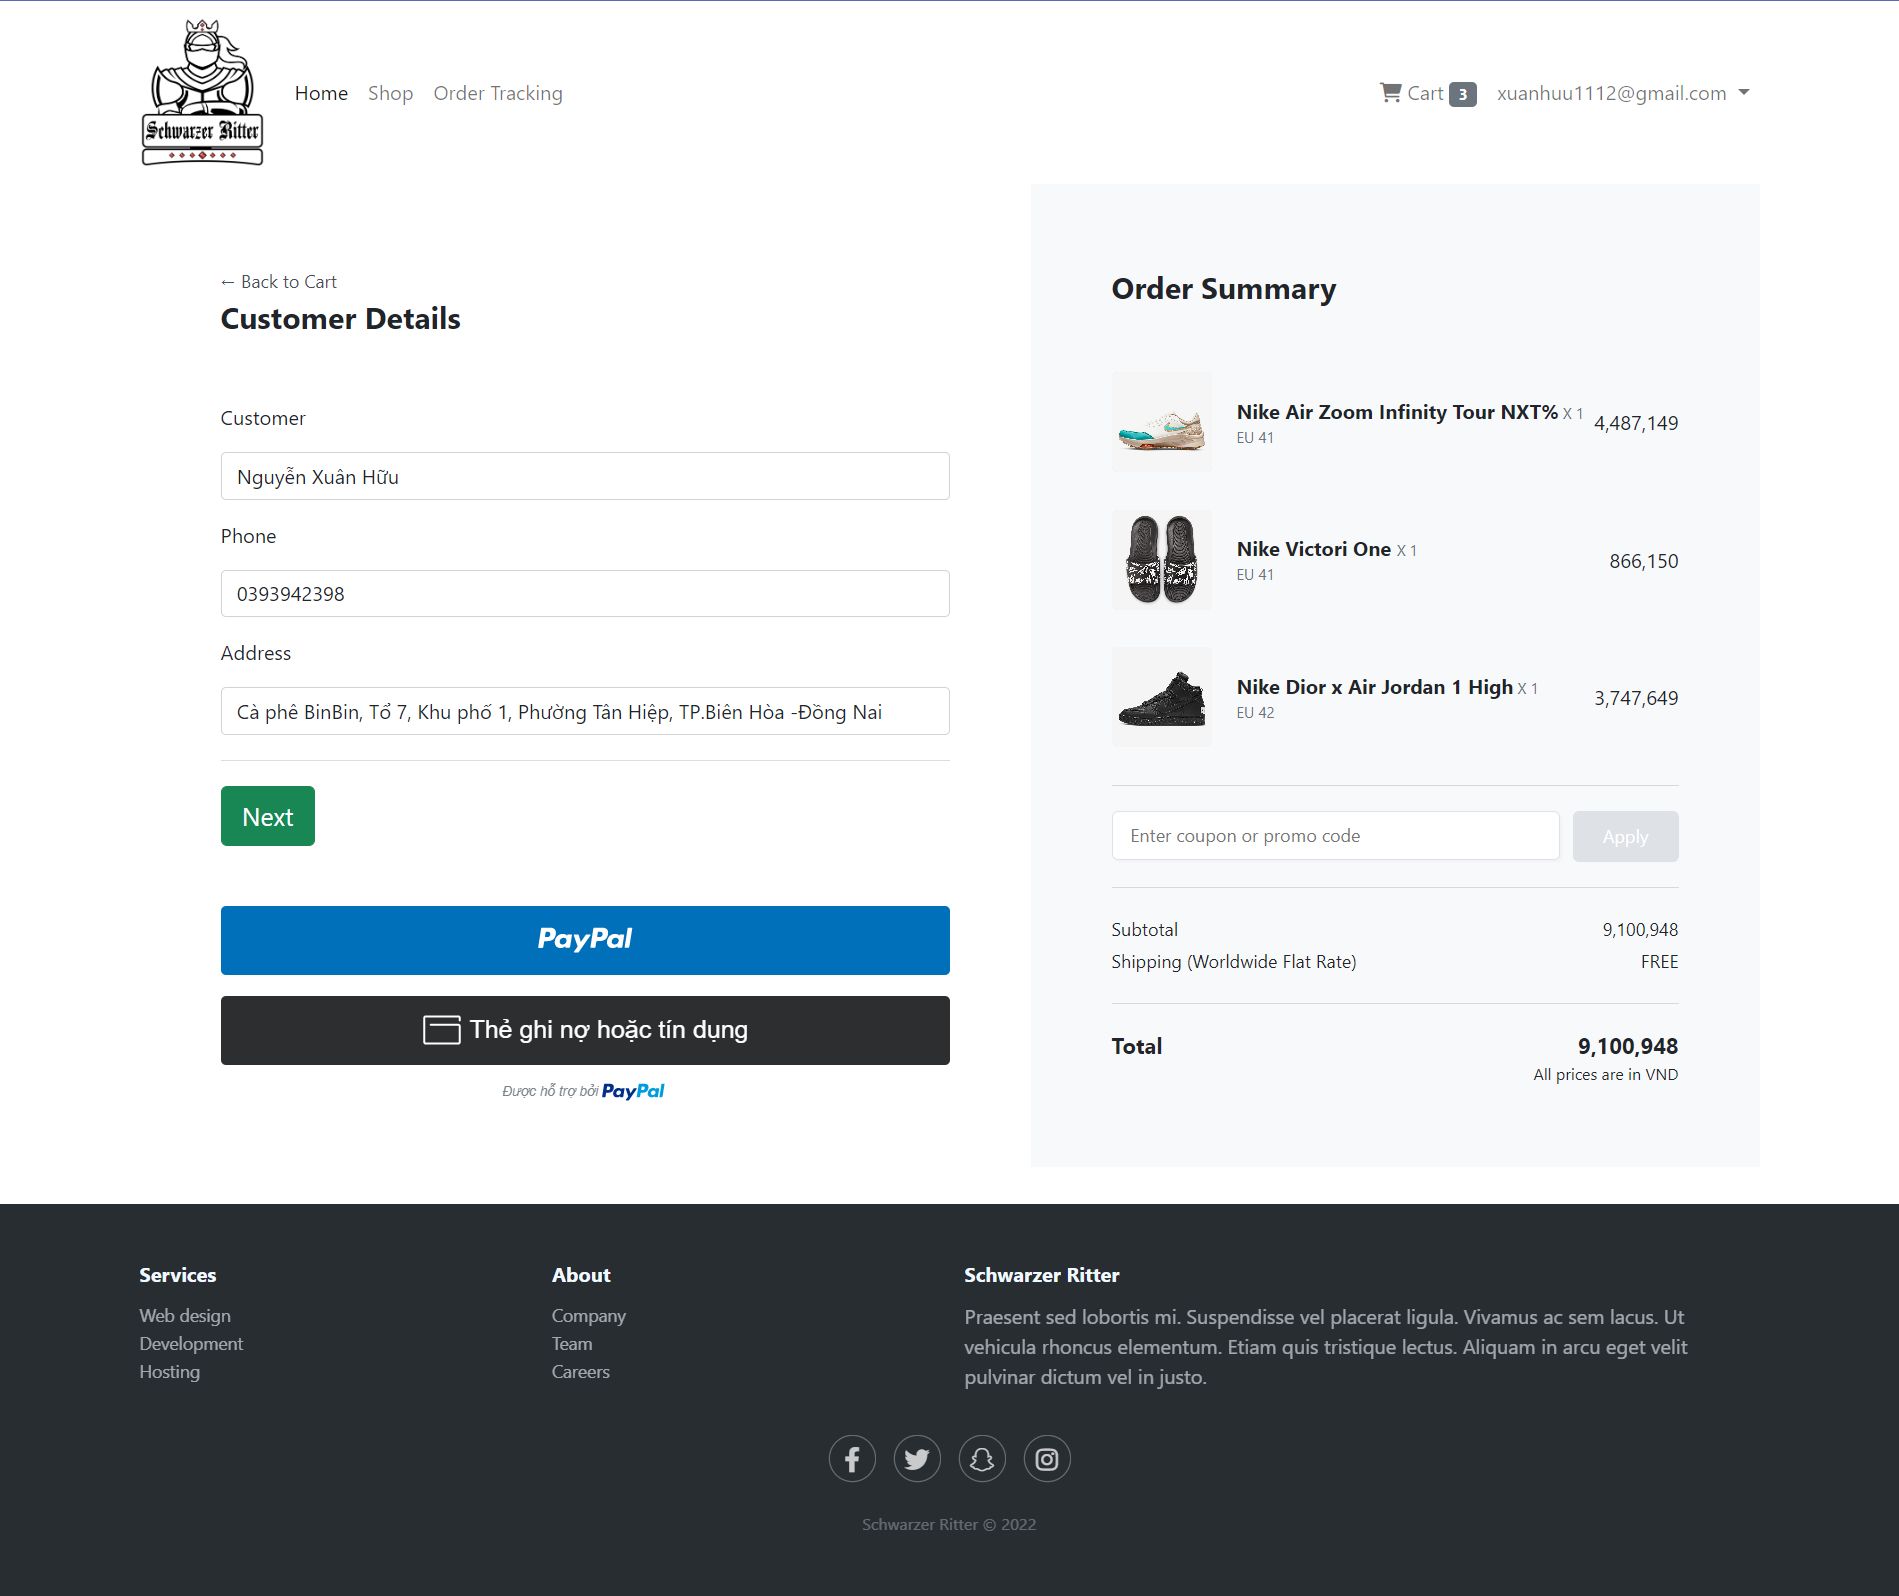 Schwarzer Ritter
Home
Shop
Order Tracking
Cart 3
xuanhuu1112@gmail.com
← Back to Cart
Customer Details
Customer
Nguyễn Xuân Hữu
Phone
0393942398
Address
Cà phê BinBin, Tổ 7, Khu phố 1, Phường Tân Hiệp, TP.Biên Hòa -Đồng Nai
Next
PayPal
Thẻ ghi nợ hoặc tín dụng
Được hỗ trợ bởi PayPal
Order Summary
Nike Air Zoom Infinity Tour NXT% X 1
EU 41
4,487,149
Nike Victori One X 1
EU 41
866,150
Nike Dior x Air Jordan 1 High X 1
EU 42
3,747,649
Enter coupon or promo code
Apply
Subtotal 9,100,948
Shipping (Worldwide Flat Rate) FREE
Total 9,100,948
All prices are in VND
Services
Web design
Development
Hosting
About
Company
Team
Careers
Schwarzer Ritter
Praesent sed lobortis mi. Suspendisse vel placerat ligula. Vivamus ac sem lacus. Ut
vehicula rhoncus elementum. Etiam quis tristique lectus. Aliquam in arcu eget velit
pulvinar dictum vel in justo.
Schwarzer Ritter © 2022